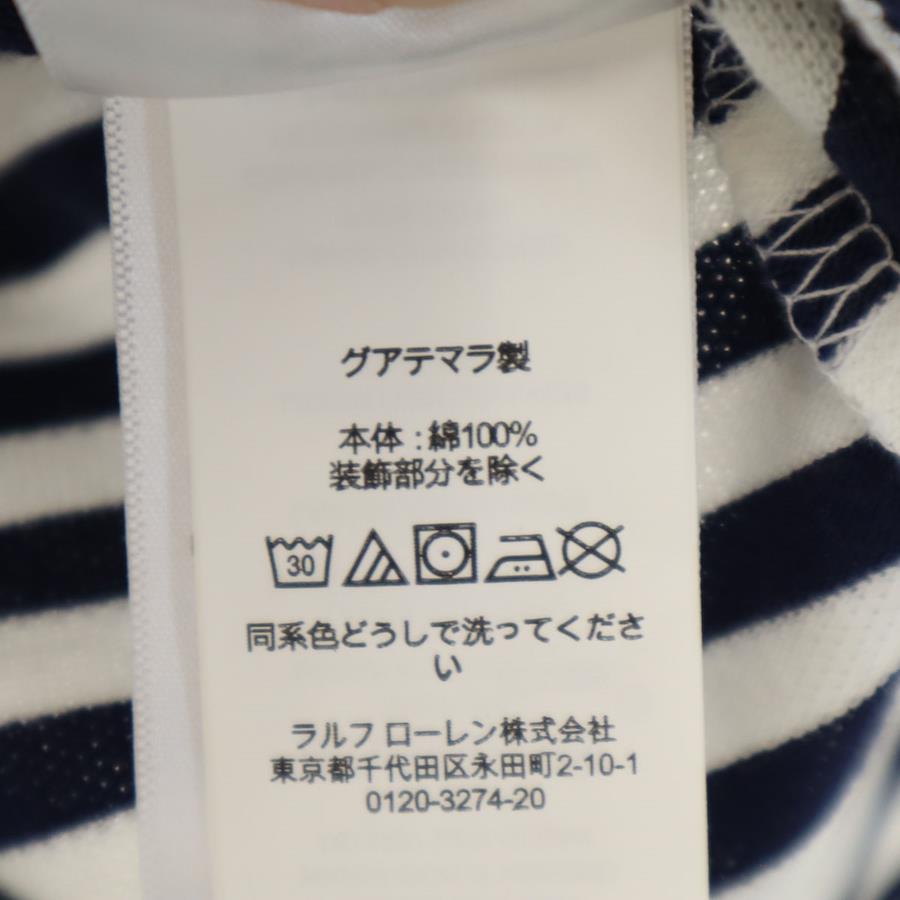 グアテマラ製
本体 : 綿100%
装飾部分を除く
30
同系色どうしで洗ってくださ
い
ラルフ ローレン株式会社
東京都千代田区永田町2-10-1
0120-3274-20